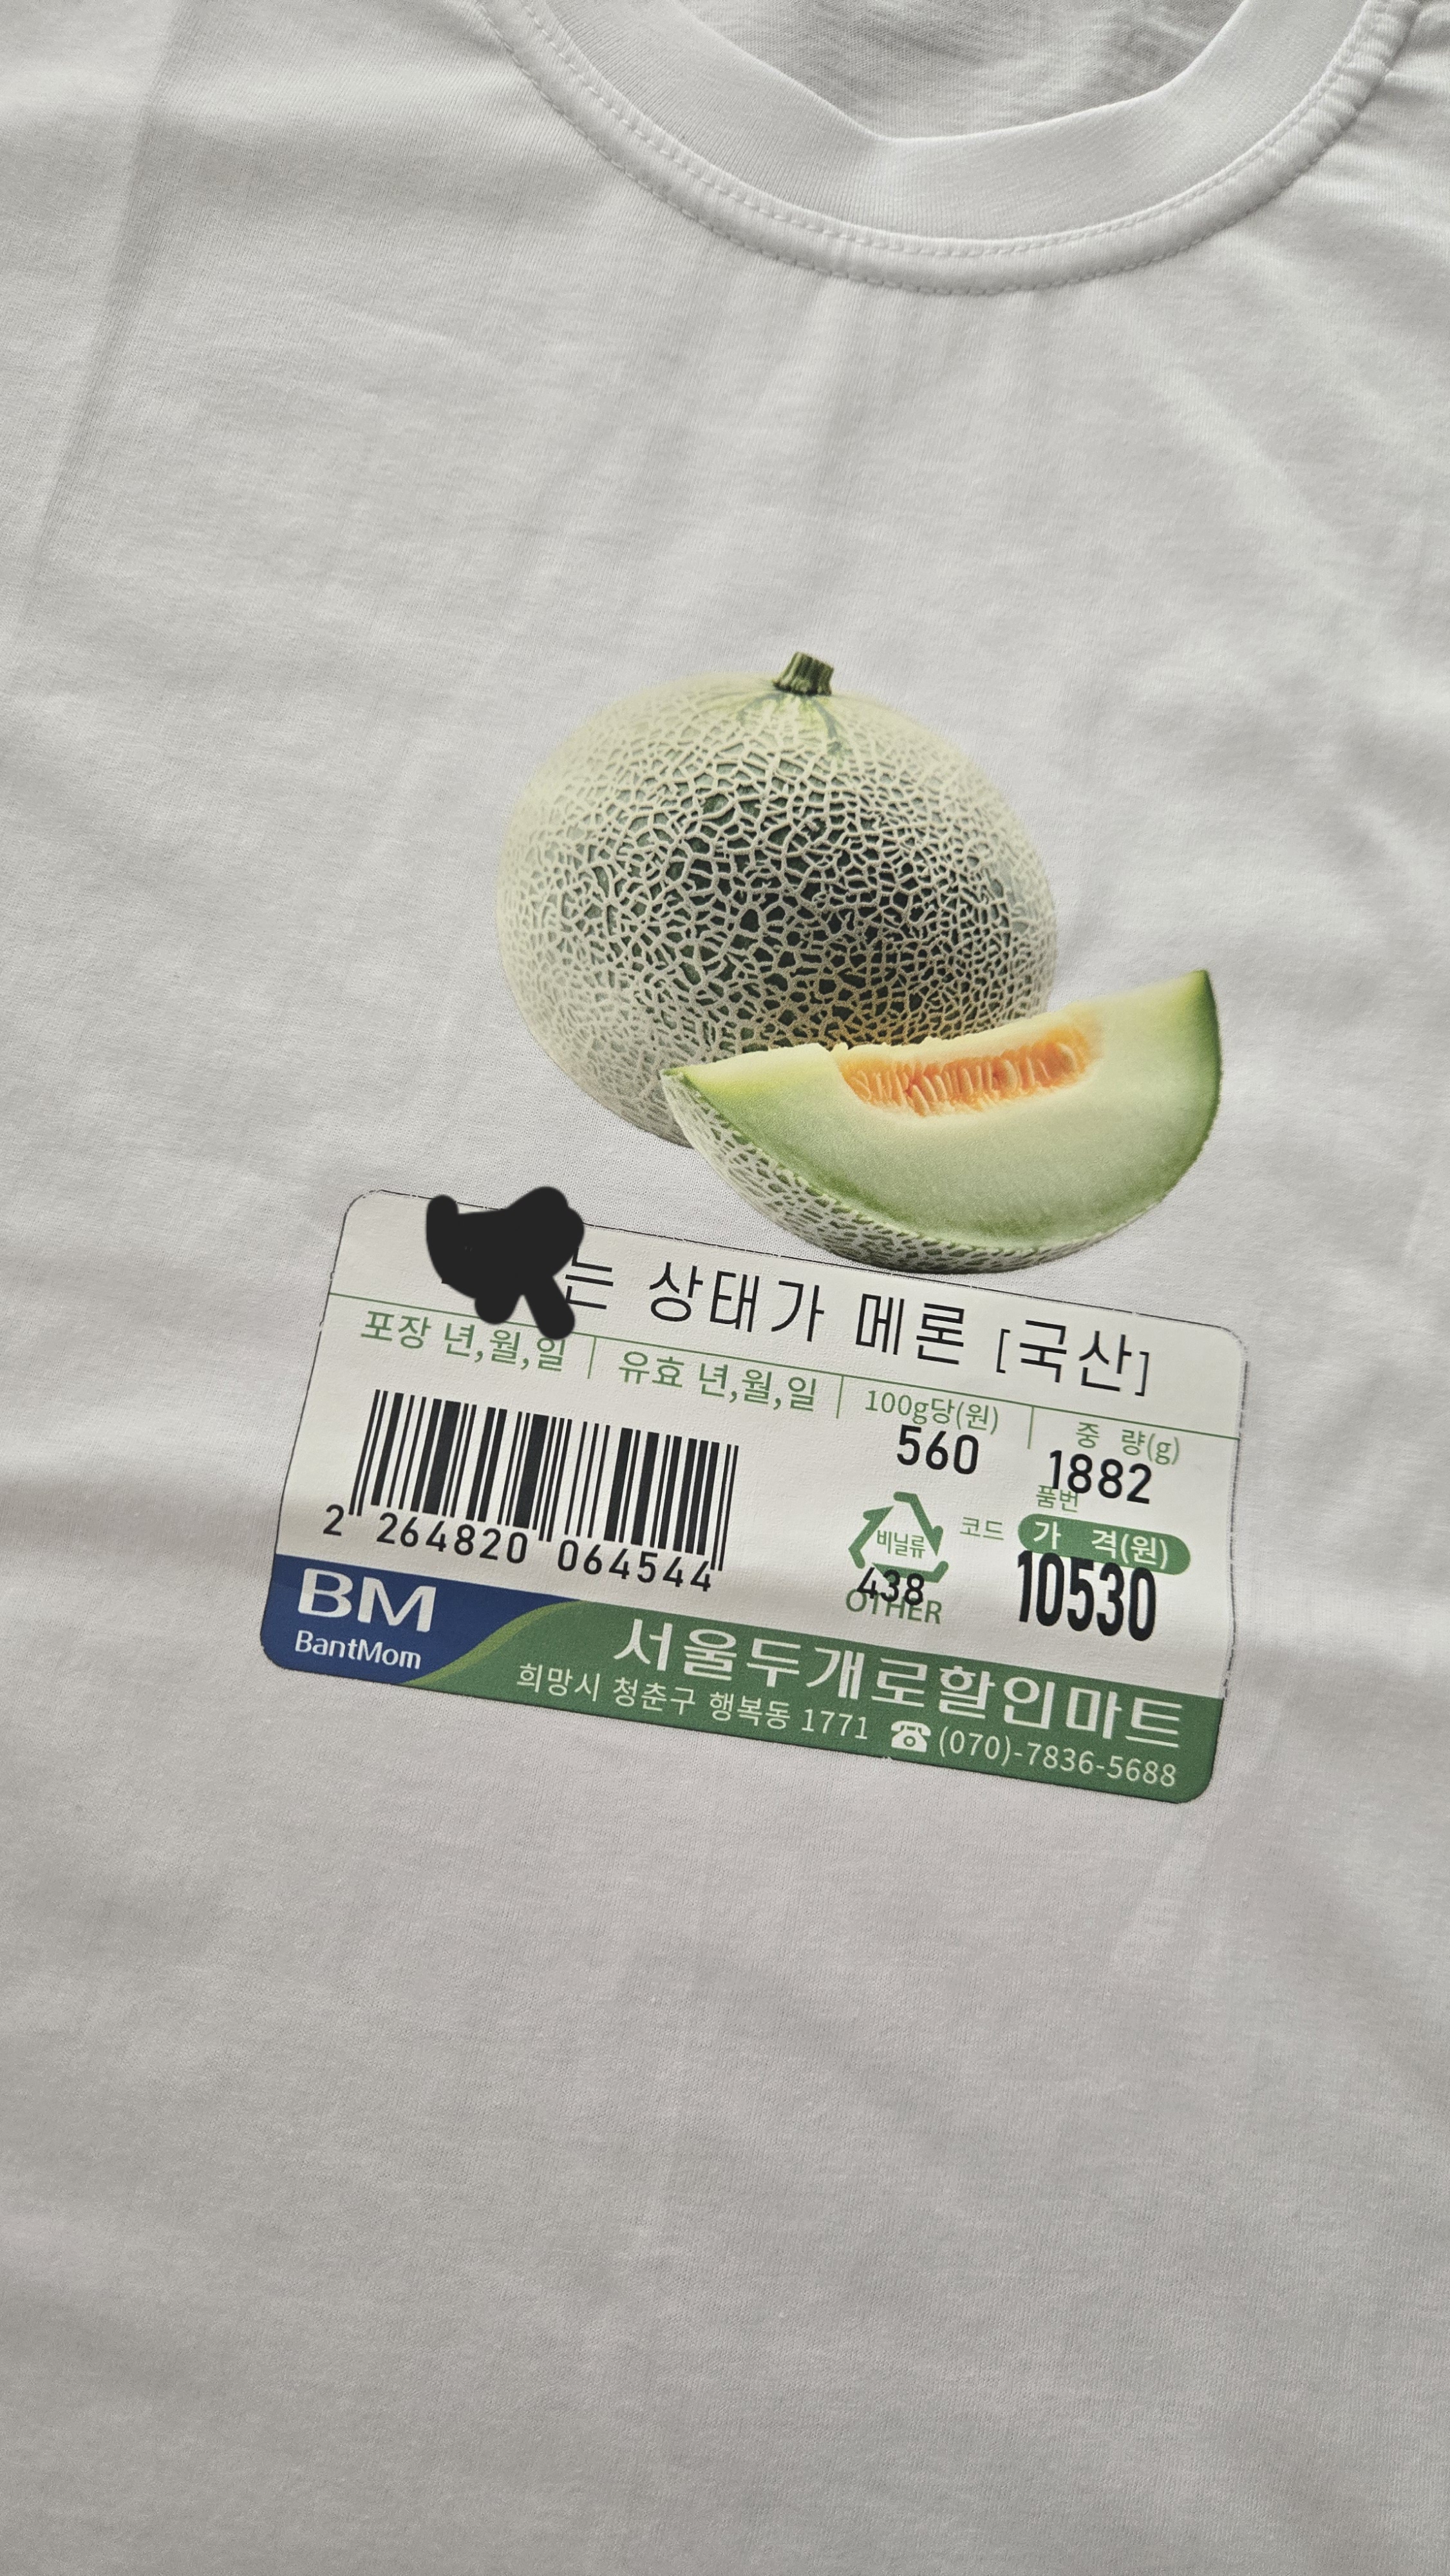 는 상태가 메론 [국산]
포장 년,월,일 유효 년,월,일 100g당(원) 중 량(g)
560 1882
품번
코드 가 격(원)
비닐류
438
OTHER
10530
2 264820 064544
BM
BantMom
서울두개로할인마트
희망시 청춘구 행복동 1771 ☎(070)-7836-5688